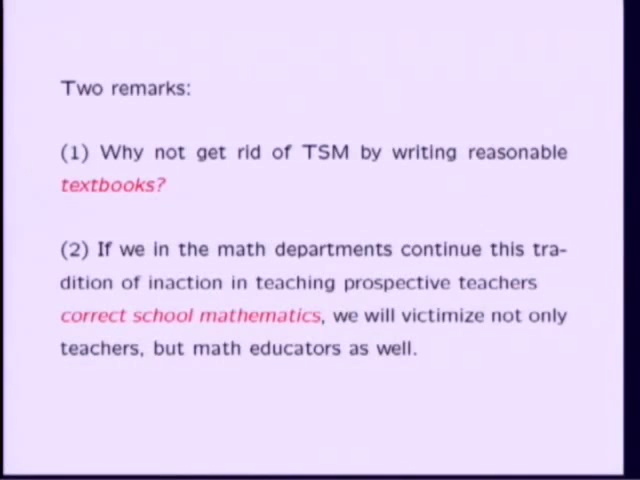 Two remarks:
(1) Why not get rid of TSM by writing reasonable
textbooks?
(2) If we in the math departments continue this tra-
dition of inaction in teaching prospective teachers
correct school mathematics, we will victimize not only
teachers, but math educators as well.